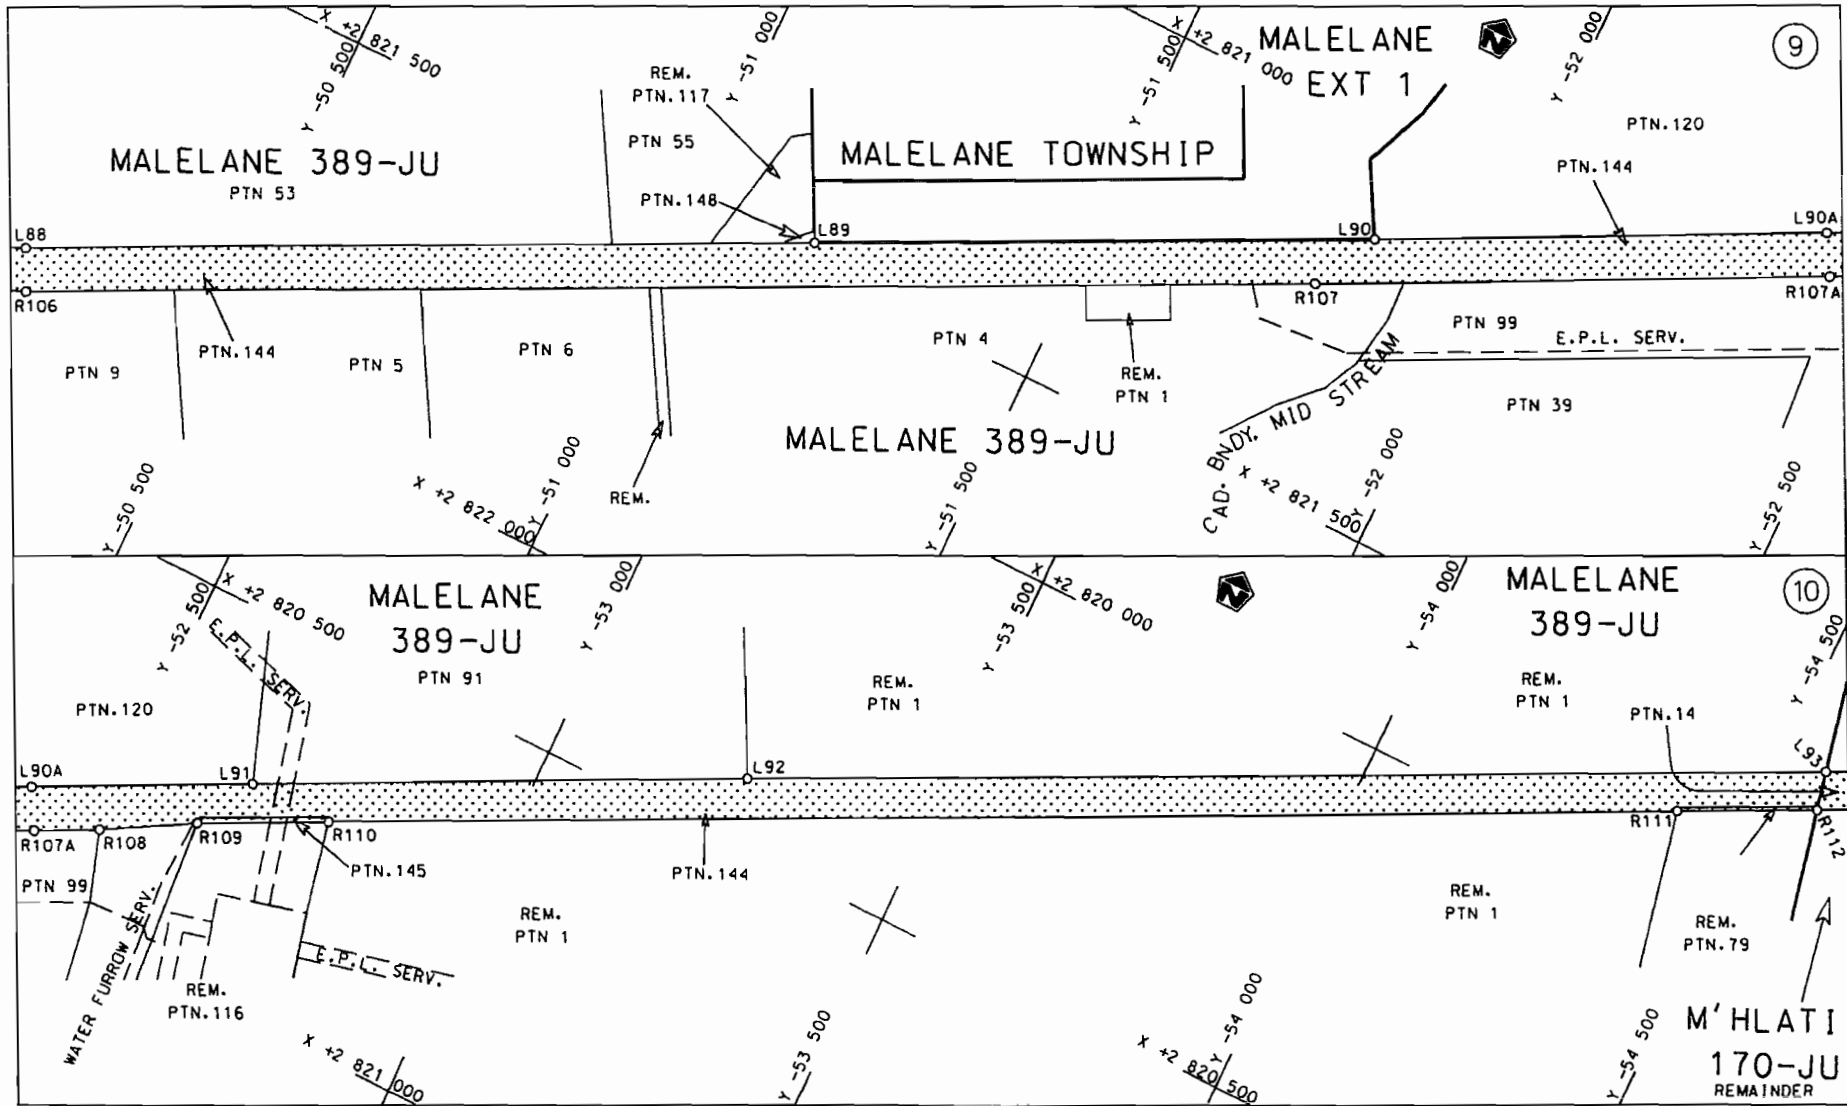 X +2 821 500
Y -50 500
Y -51 000
X +2 821 000
Y -51 500
MALELANE
EXT 1
N
Y -52 000
9
REM.
PTN.117
PTN 55
PTN.120
MALELANE 389-JU
PTN 53
MALELANE TOWNSHIP
PTN.144
PTN.148
L88
L89
L90
L90A
R106
R107
R107A
PTN.144
PTN 9
PTN 5
PTN 6
PTN 4
REM.
PTN 1
PTN 99
E.P.L. SERV.
PTN 39
CAD. BNDY. MID STREAM
MALELANE 389-JU
REM.
Y -50 500
X +2 822 000
Y -51 000
Y -51 500
X +2 821 500
Y -52 000
Y -52 500
X +2 820 500
Y -52 500
MALELANE
389-JU
PTN 91
Y -53 000
X +2 820 000
Y -53 500
N
Y -54 000
MALELANE
389-JU
10
Y -54 500
E.P.L. SERV.
PTN.120
REM.
PTN 1
REM.
PTN 1
PTN.14
L90A
L91
L92
L93
R107A
R108
R109
R110
R111
R112
PTN 99
PTN.145
PTN.144
WATER FURROW SERV.
REM.
PTN 1
E.P.L. SERV.
REM.
PTN.116
REM.
PTN 1
REM.
PTN.79
X +2 821 000
Y -53 500
X +2 820 500
Y -54 000
Y -54 500
M'HLATI
170-JU
REMAINDER